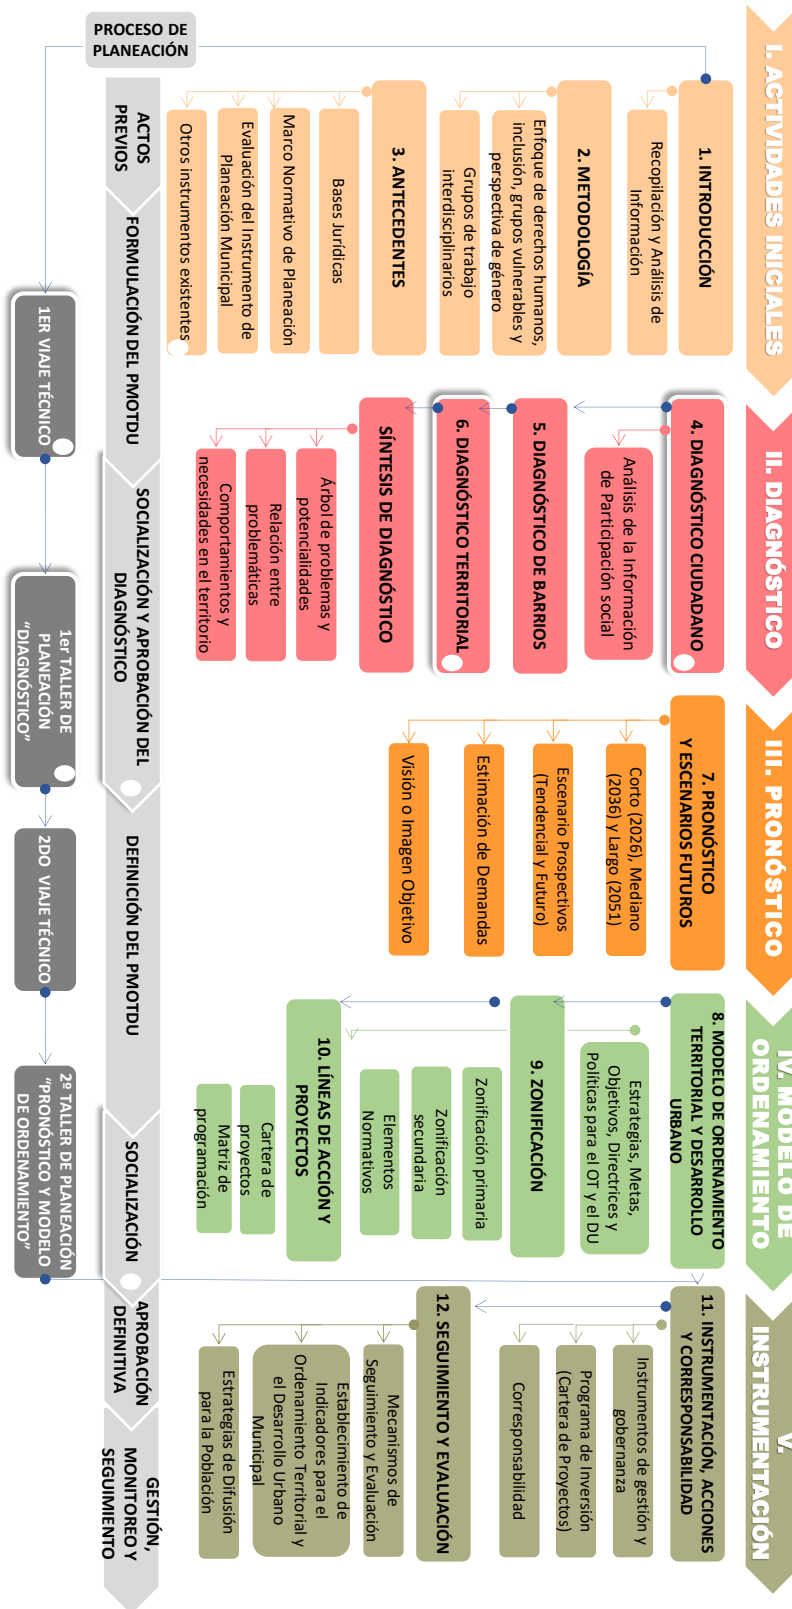 I. ACTIVIDADES INICIALES
1. INTRODUCCIÓN
Recopilación y Análisis de
Información
2. METODOLOGÍA
Enfoque de derechos humanos,
inclusión, grupos vulnerables y
perspectiva de género
Grupos de trabajo
interdisciplinarios
3. ANTECEDENTES
Bases Jurídicas
Marco Normativo de Planeación
Evaluación del Instrumento de
Planeación Municipal
Otros instrumentos existentes
II. DIAGNÓSTICO
4. DIAGNÓSTICO CIUDADANO
Análisis de la Información
de Participación social
5. DIAGNÓSTICO DE BARRIOS
6. DIAGNÓSTICO TERRITORIAL
SÍNTESIS DE DIAGNÓSTICO
Árbol de problemas y
potencialidades
Relación entre
problemáticas
Comportamientos y
necesidades en el territorio
III. PRONÓSTICO
7. PRONÓSTICO
Y ESCENARIOS FUTUROS
Corto (2026), Mediano
(2036) y Largo (2051)
Escenario Prospectivos
(Tendencial y Futuro)
Estimación de Demandas
Visión o Imagen Objetivo
IV. MODELO DE
ORDENAMIENTO
8. MODELO DE ORDENAMIENTO
TERRITORIAL Y DESARROLLO
URBANO
Estrategias, Metas,
Objetivos, Directrices y
Políticas para el OT y el DU
9. ZONIFICACIÓN
Zonificación primaria
Zonificación
secundaria
Elementos
Normativos
10. LÍNEAS DE ACCIÓN Y
PROYECTOS
Cartera de
proyectos
Matriz de
programación
V.
INSTRUMENTACIÓN
11. INSTRUMENTACIÓN, ACCIONES
Y CORRESPONSABILIDAD
Instrumentos de gestión y
gobernanza
Programa de Inversión
(Cartera de Proyectos)
Corresponsabilidad
12. SEGUIMIENTO Y EVALUACIÓN
Mecanismos de
Seguimiento y Evaluación
Establecimiento de
Indicadores para el
Ordenamiento Territorial y
el Desarrollo Urbano
Municipal
Estrategias de Difusión
para la Población
PROCESO DE
PLANEACIÓN
ACTOS
PREVIOS
FORMULACIÓN DEL PMOTDU
SOCIALIZACIÓN Y APROBACIÓN DEL
DIAGNÓSTICO
DEFINICIÓN DEL PMOTDU
SOCIALIZACIÓN
APROBACIÓN
DEFINITIVA
GESTIÓN,
MONITOREO Y
SEGUIMIENTO
1ER VIAJE TÉCNICO
1er TALLER DE
PLANEACIÓN
“DIAGNÓSTICO”
2DO VIAJE TÉCNICO
2º TALLER DE PLANEACIÓN
“PRONÓSTICO Y MODELO
DE ORDENAMIENTO”